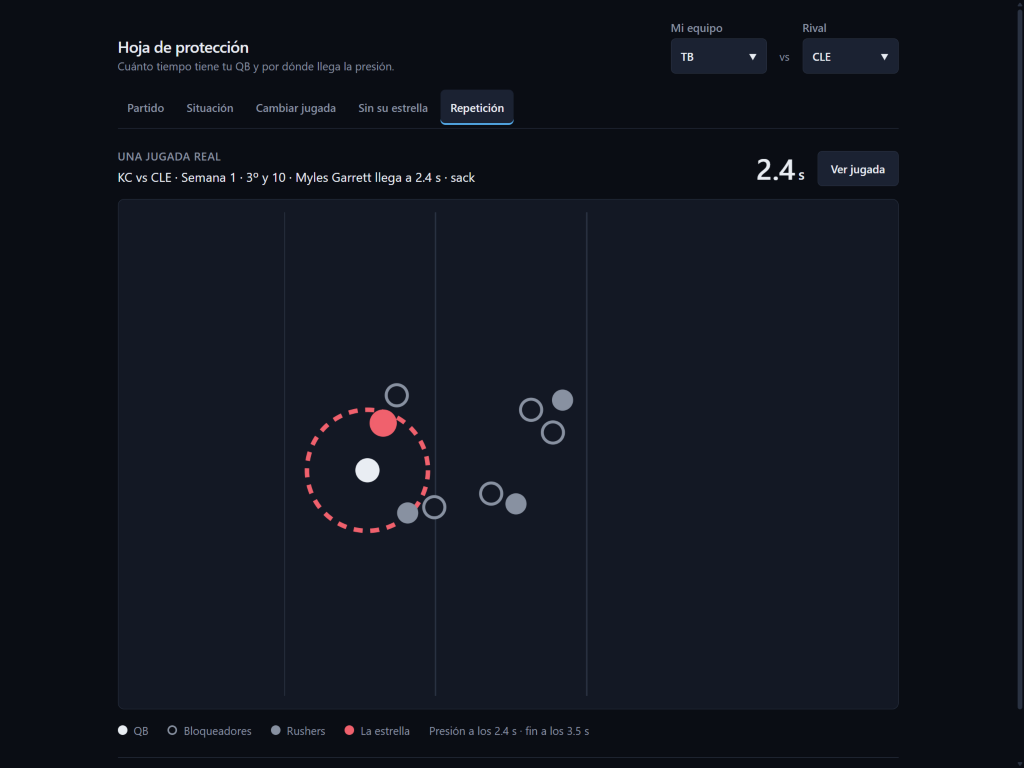 Hoja de protección
Cuánto tiempo tiene tu QB y por dónde llega la presión.
Mi equipo
TB
vs
Rival
CLE
Partido
Situación
Cambiar jugada
Sin su estrella
Repetición
UNA JUGADA REAL
KC vs CLE · Semana 1 · 3º y 10 · Myles Garrett llega a 2.4 s · sack
2.4 s
Ver jugada
QB
Bloqueadores
Rushers
La estrella
Presión a los 2.4 s · fin a los 3.5 s